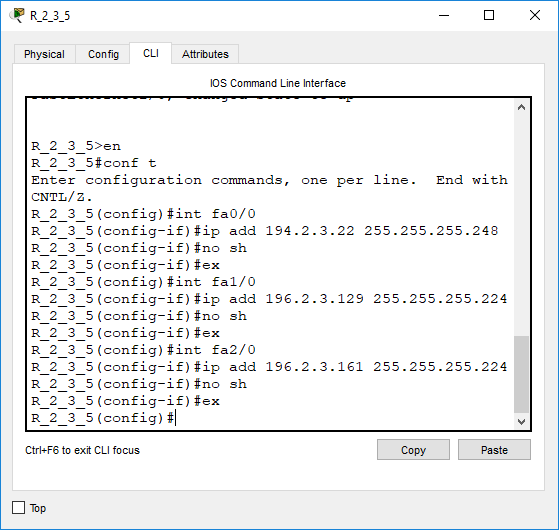 R_2_3_5
Physical
Config
CLI
Attributes
IOS Command Line Interface
R_2_3_5>en
R_2_3_5#conf t
Enter configuration commands, one per line.  End with
CNTL/Z.
R_2_3_5(config)#int fa0/0
R_2_3_5(config-if)#ip add 194.2.3.22 255.255.255.248
R_2_3_5(config-if)#no sh
R_2_3_5(config-if)#ex
R_2_3_5(config)#int fa1/0
R_2_3_5(config-if)#ip add 196.2.3.129 255.255.255.224
R_2_3_5(config-if)#no sh
R_2_3_5(config-if)#ex
R_2_3_5(config)#int fa2/0
R_2_3_5(config-if)#ip add 196.2.3.161 255.255.255.224
R_2_3_5(config-if)#no sh
R_2_3_5(config-if)#ex
R_2_3_5(config)#
Ctrl+F6 to exit CLI focus
Copy
Paste
Top